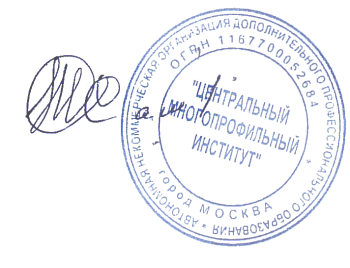 АВТОНОМНАЯ НЕКОММЕРЧЕСКАЯ ОРГАНИЗАЦИЯ ДОПОЛНИТЕЛЬНОГО ПРОФЕССИОНАЛЬНОГО ОБРАЗОВАНИЯ *
ОГРН 1167700052684
"ЦЕНТРАЛЬНЫЙ
МНОГОПРОФИЛЬНЫЙ
ИНСТИТУТ"
город МОСКВА